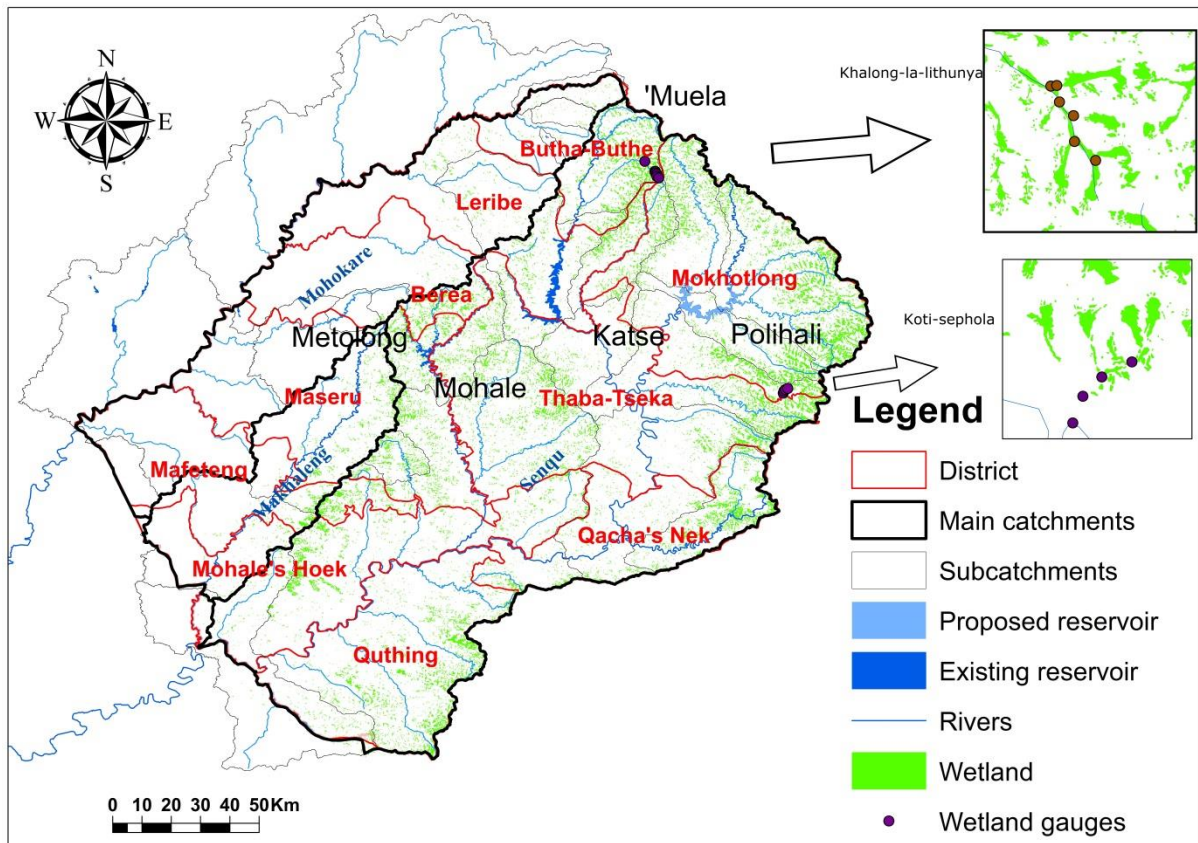 N
W
E
S
'Muela
Butha-Buthe
Leribe
Mohokare
Berea
Mokhotlong
Metolong
Katse
Polihali
Mohale
Maseru
Thaba-Tseka
Mafeteng
Makhaleng
Senqu
Qacha's Nek
Mohale's Hoek
Quthing
0 10 20 30 40 50Km
Khalong-la-lithunya
Koti-sephola
Legend
District
Main catchments
Subcatchments
Proposed reservoir
Existing reservoir
Rivers
Wetland
Wetland gauges